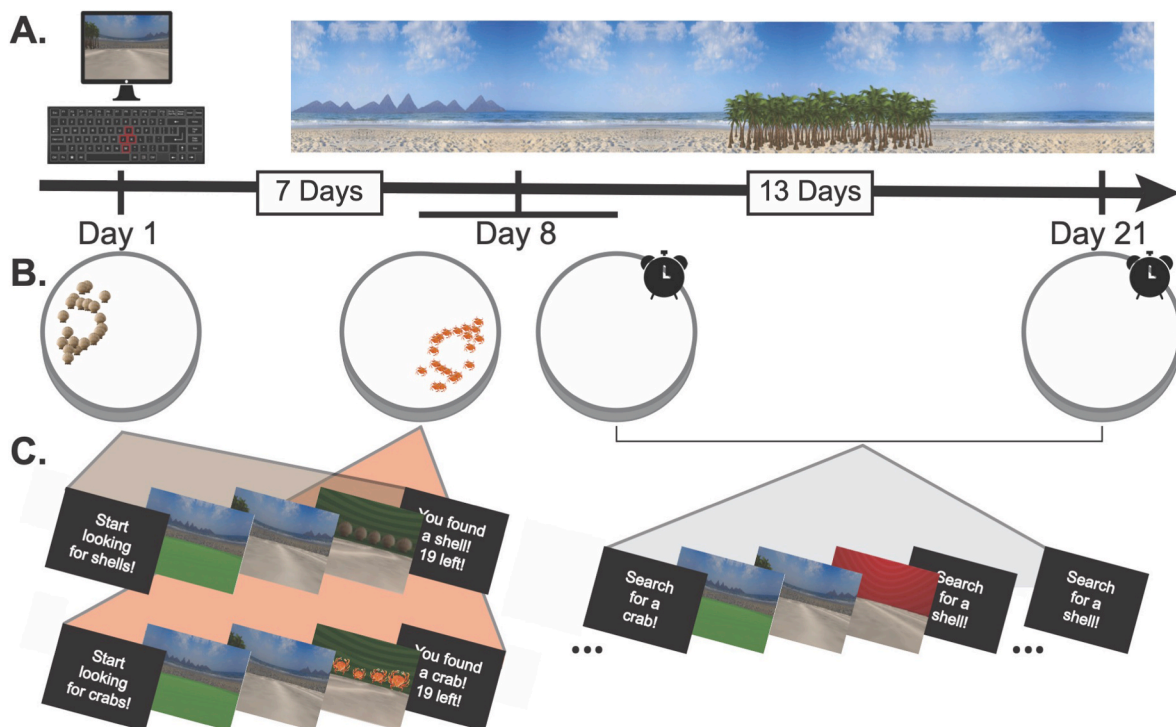 A.
7 Days
13 Days
Day 1
Day 8
Day 21
B.
C.
Start
looking
for shells!
You found
a shell!
19 left!
Start
looking
for crabs!
You found
a crab!
19 left!
Search
for a
crab!
Search
for a
shell!
Search
for a
shell!
...
...